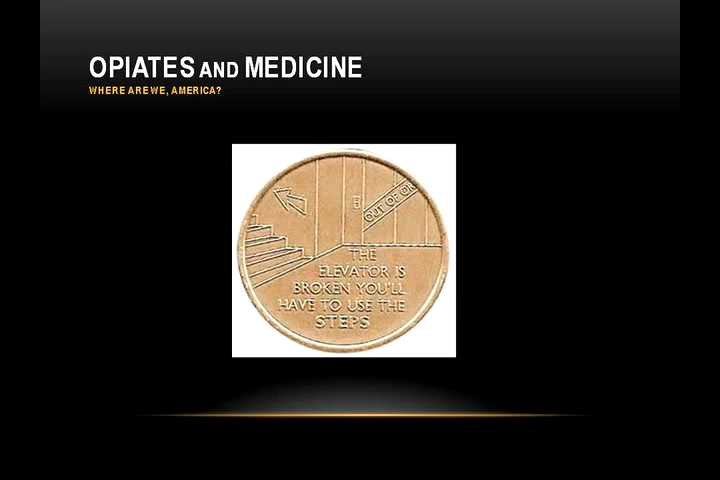 OPIATES AND MEDICINE
WHERE ARE WE, AMERICA?
OUT OF OR
THE
ELEVATOR IS
BROKEN YOU'LL
HAVE TO USE THE
STEPS